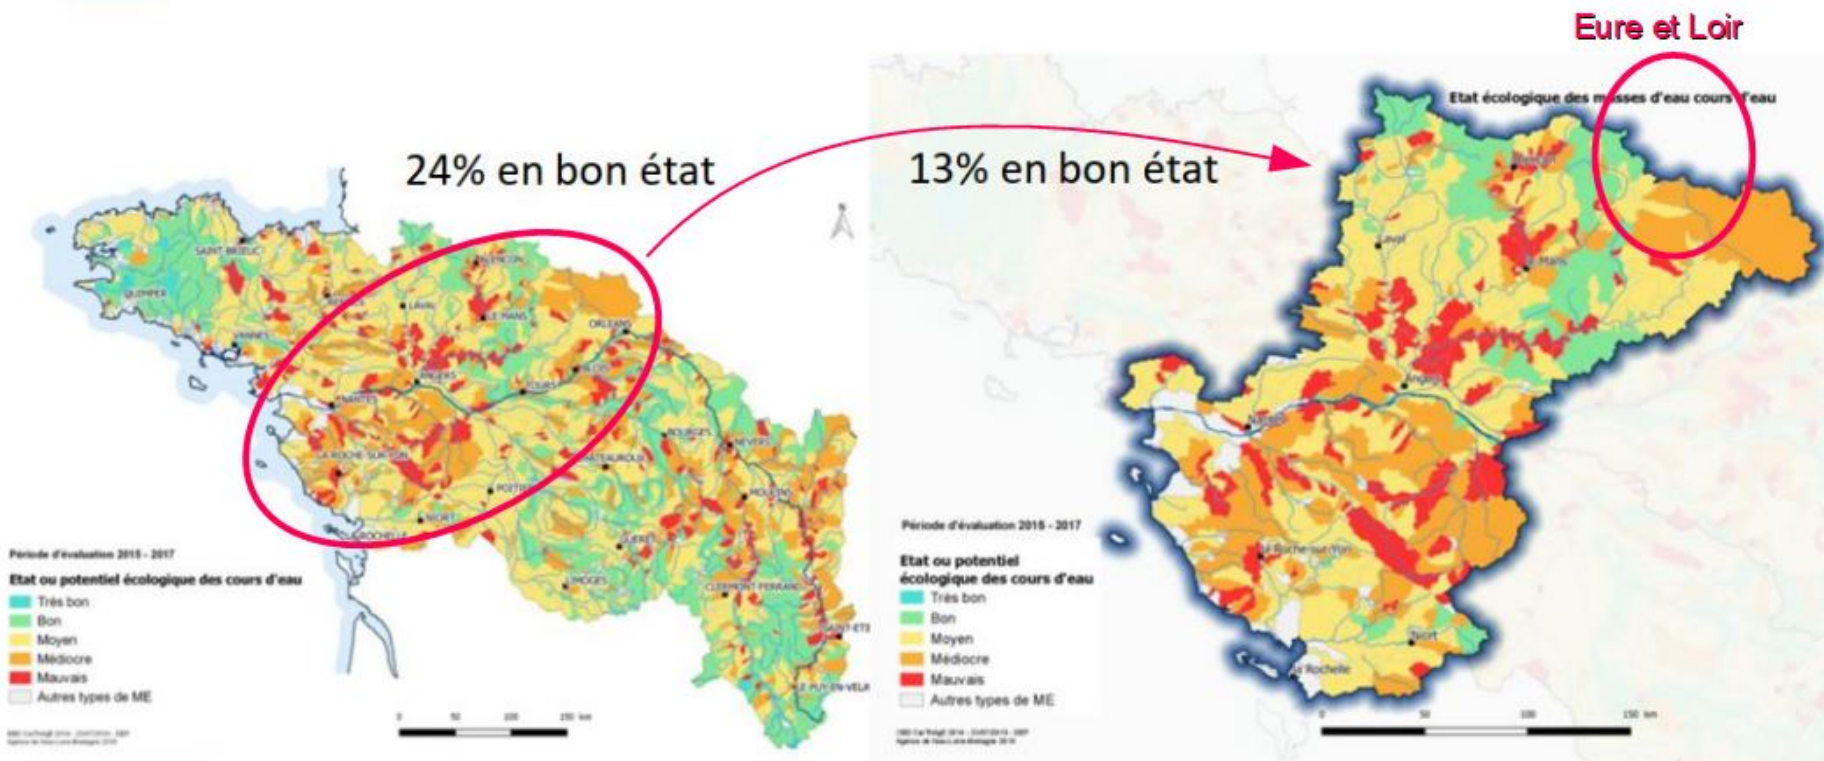 Eure et Loir
24% en bon état
SAINT-BRIEUC
QUIMPER
VANNES
ALENCON
LAVAL
LE MANS
ORLEANS
ANGERS
BLOIS
TOURS
NANTES
LA ROCHE-SUR-YON
BOURGES
NEVERS
CHATEAUROUX
POITIERS
MOULINS
NIORT
LA ROCHELLE
GUERET
LIMOGES
CLERMONT-FERRAND
SAINT-ETI
LE PUY-EN-VELA
Période d'évaluation 2015 - 2017
Etat ou potentiel écologique des cours d'eau
Très bon
Bon
Moyen
Médiocre
Mauvais
Autres types de ME
0 50 100 150 km
Etat écologique des masses d'eau cours d'eau
13% en bon état
Laval
le Mans
Angers
Nantes
la Roche-sur-Yon
Niort
la Rochelle
Période d'évaluation 2015 - 2017
Etat ou potentiel
écologique des cours d'eau
Très bon
Bon
Moyen
Médiocre
Mauvais
Autres types de ME
0 50 100 150 km